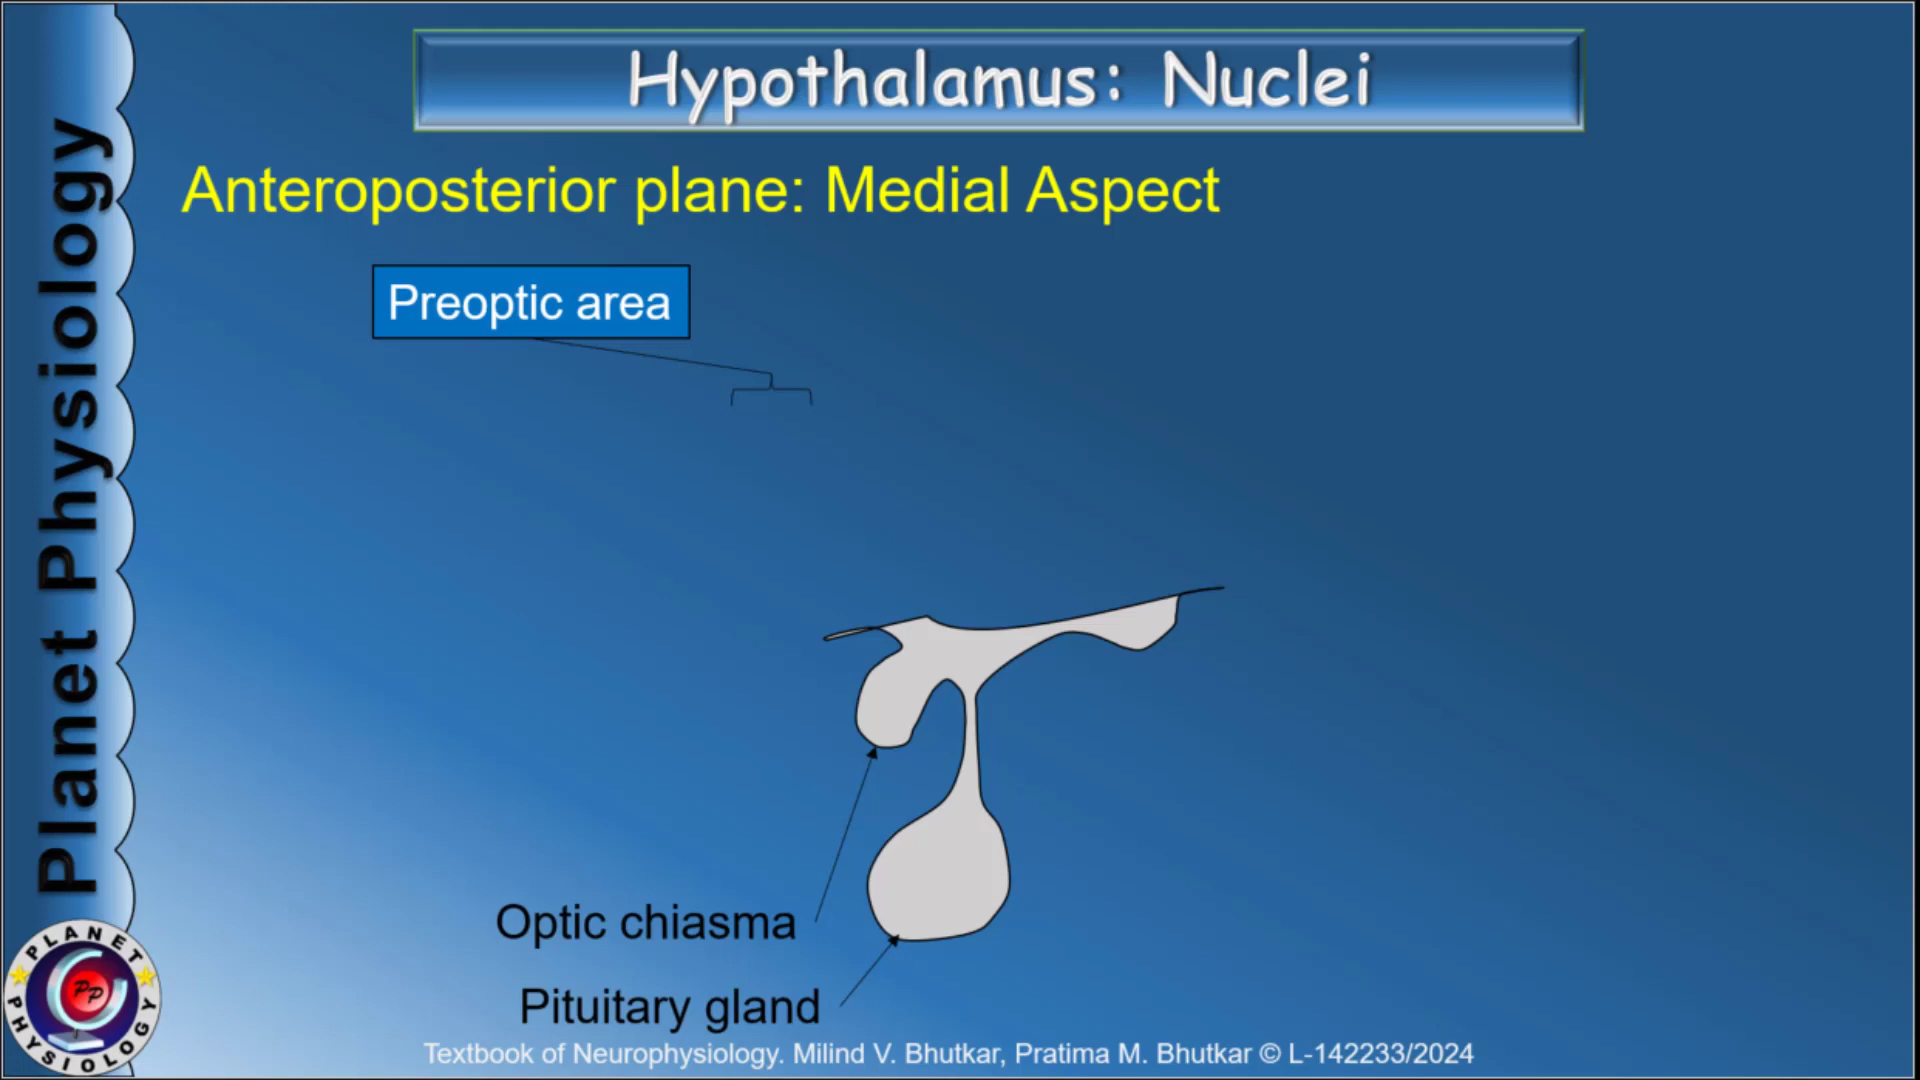 Hypothalamus: Nuclei
Anteroposterior plane: Medial Aspect
Preoptic area
Optic chiasma
Pituitary gland
Textbook of Neurophysiology. Milind V. Bhutkar, Pratima M. Bhutkar © L-142233/2024
Planet Physiology
PLANET
PP
PHYSIOLOGY